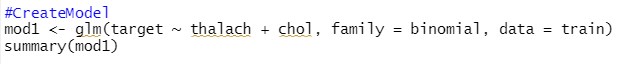 #CreateModel
mod1 <- glm(target ~ thalach + chol, family = binomial, data = train)
summary(mod1)